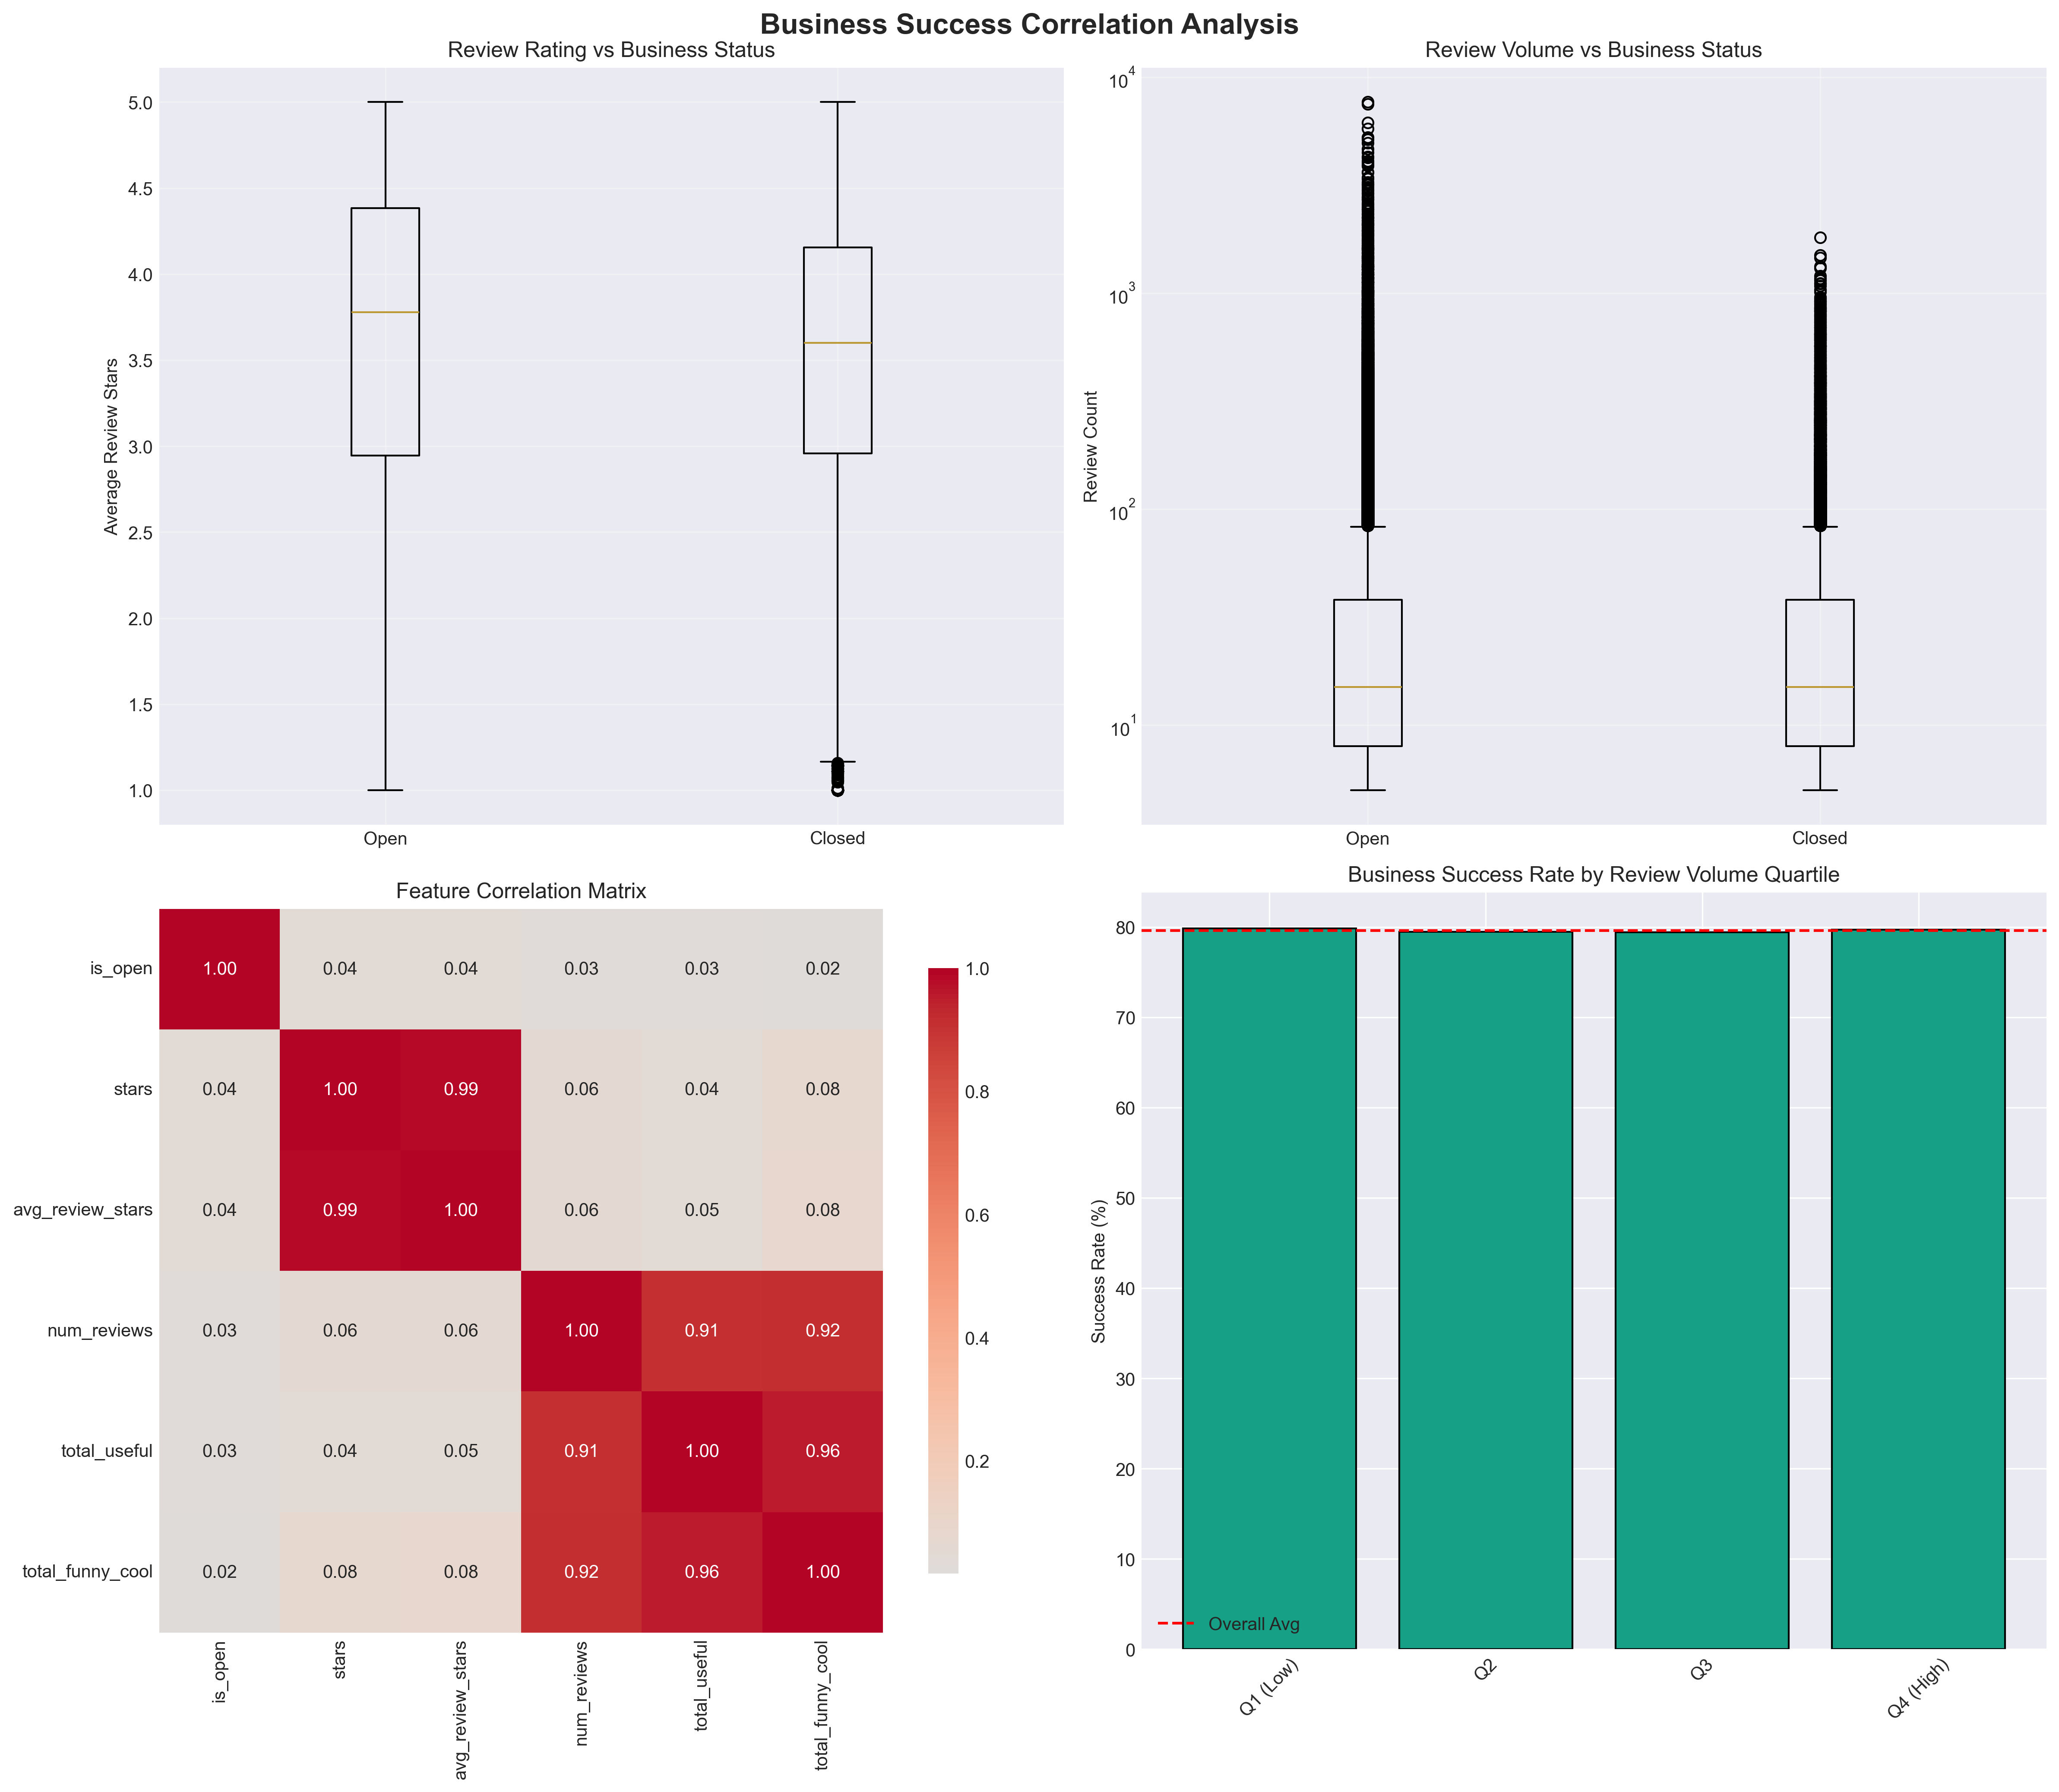 Business Success Correlation Analysis
Review Rating vs Business Status
Average Review Stars
5.0
4.5
4.0
3.5
3.0
2.5
2.0
1.5
1.0
Open
Closed
Review Volume vs Business Status
Review Count
10^4
10^3
10^2
10^1
Open
Closed
Feature Correlation Matrix
is_open 1.00 0.04 0.04 0.03 0.03 0.02
stars 0.04 1.00 0.99 0.06 0.04 0.08
avg_review_stars 0.04 0.99 1.00 0.06 0.05 0.08
num_reviews 0.03 0.06 0.06 1.00 0.91 0.92
total_useful 0.03 0.04 0.05 0.91 1.00 0.96
total_funny_cool 0.02 0.08 0.08 0.92 0.96 1.00
is_open
stars
avg_review_stars
num_reviews
total_useful
total_funny_cool
1.0
0.8
0.6
0.4
0.2
Business Success Rate by Review Volume Quartile
Success Rate (%)
80
70
60
50
40
30
20
10
0
Overall Avg
Q1 (Low)
Q2
Q3
Q4 (High)